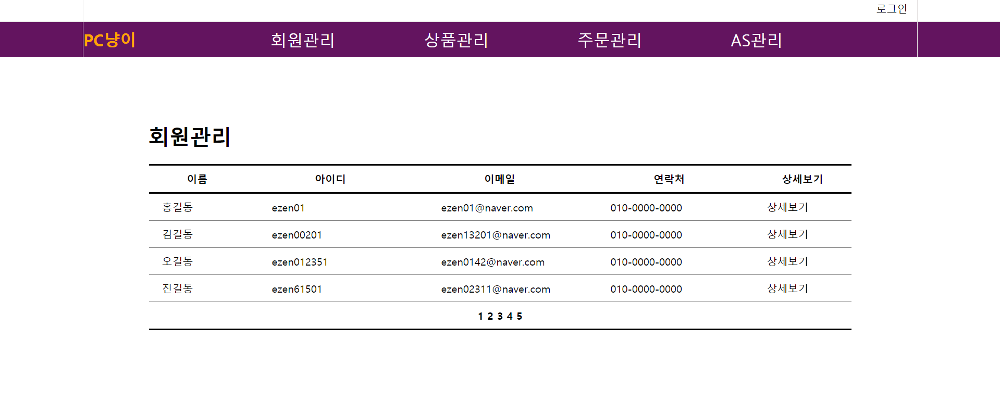 로그인
PC냥이 회원관리 상품관리 주문관리 AS관리
회원관리
이름 아이디 이메일 연락처 상세보기
홍길동 ezen01 ezen01@naver.com 010-0000-0000 상세보기
김길동 ezen00201 ezen13201@naver.com 010-0000-0000 상세보기
오길동 ezen012351 ezen0142@naver.com 010-0000-0000 상세보기
진길동 ezen61501 ezen02311@naver.com 010-0000-0000 상세보기
1 2 3 4 5